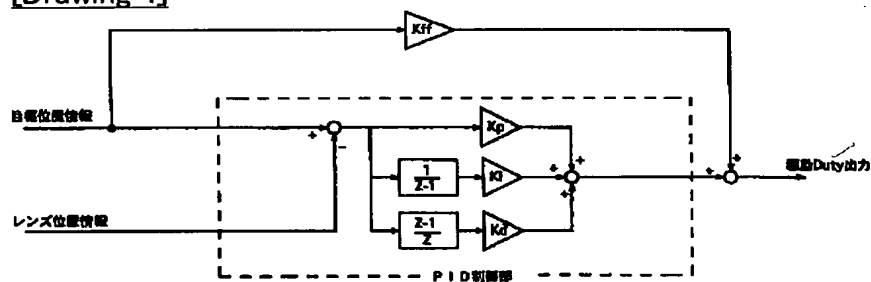 [Drawing 4]
Kff
目標位置情報
Kp
+
-
1
Z-1
Ki
+
+
+
+
+
駆動Duty出力
レンズ位置情報
Z-1
Z
Kd
PID制御部